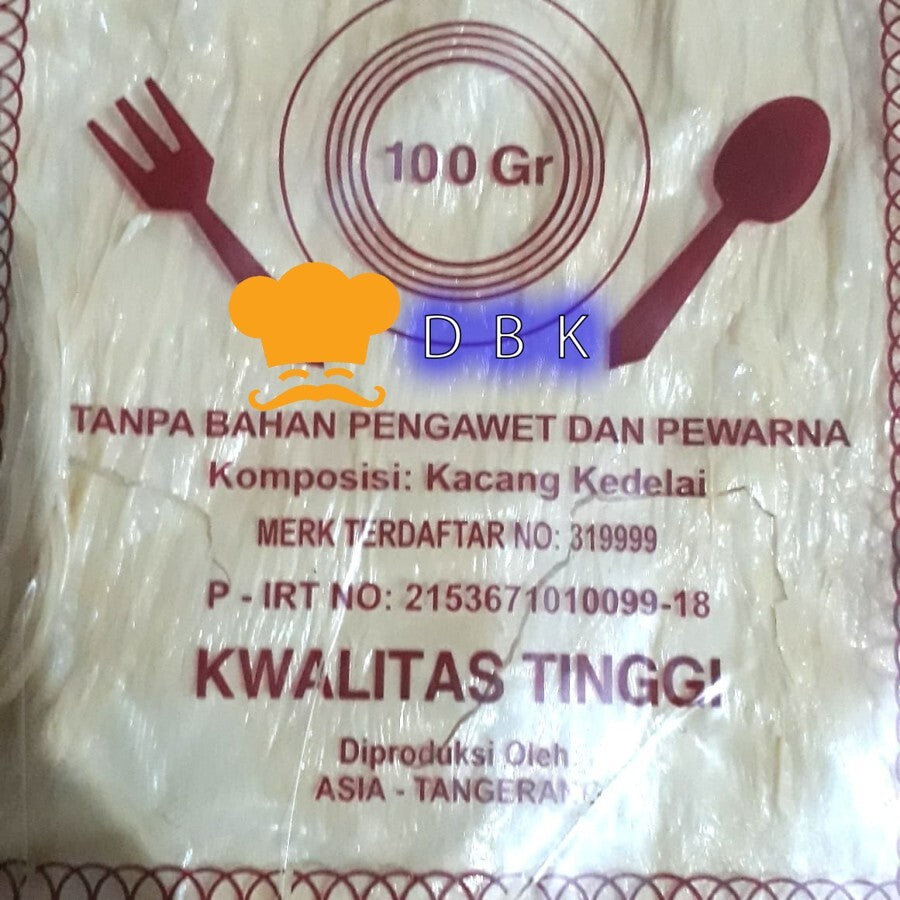 100 Gr
D B K
TANPA BAHAN PENGAWET DAN PEWARNA
Komposisi: Kacang Kedelai
MERK TERDAFTAR NO: 319999
P - IRT NO: 2153671010099-18
KWALITAS TINGGI
Diproduksi Oleh
ASIA - TANGERANG